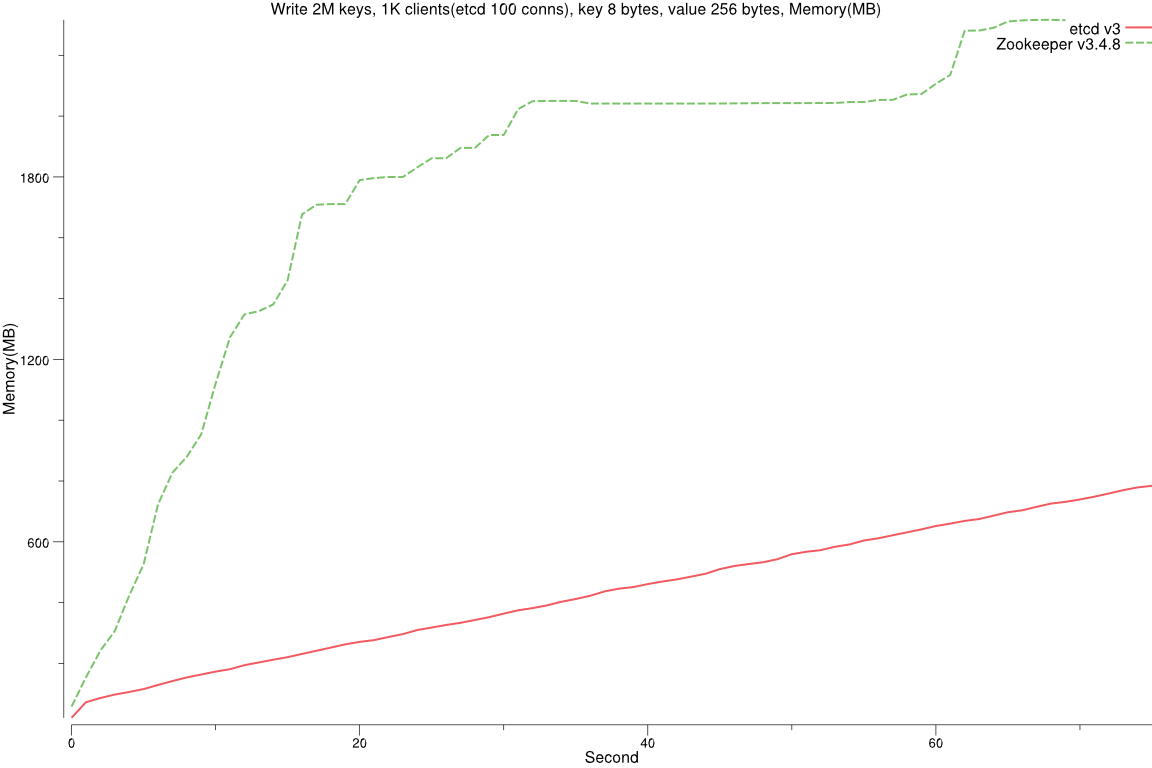 Write 2M keys, 1K clients(etcd 100 conns), key 8 bytes, value 256 bytes, Memory(MB)
etcd v3
Zookeeper v3.4.8
1800
1200
600
Memory(MB)
0
20
40
60
Second